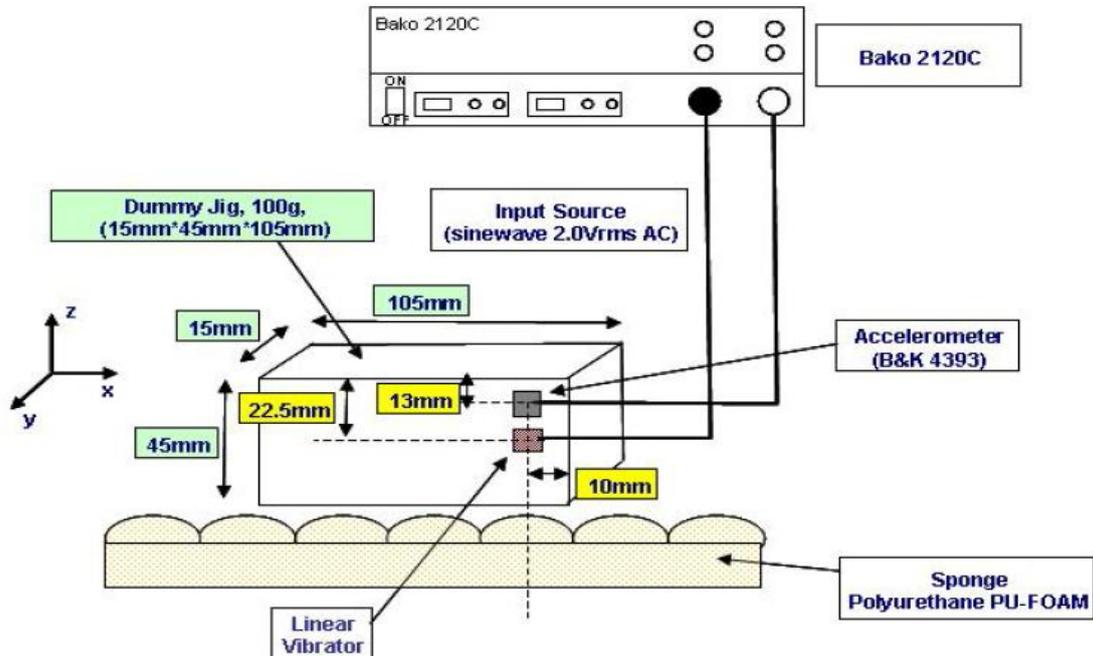 Bako 2120C
ON
OFF
Bako 2120C
Dummy Jig, 100g,
(15mm*45mm*105mm)
Input Source
(sinewave 2.0Vrms AC)
105mm
15mm
z
x
y
Accelerometer
(B&K 4393)
13mm
22.5mm
45mm
10mm
Sponge
Polyurethane PU-FOAM
Linear
Vibrator